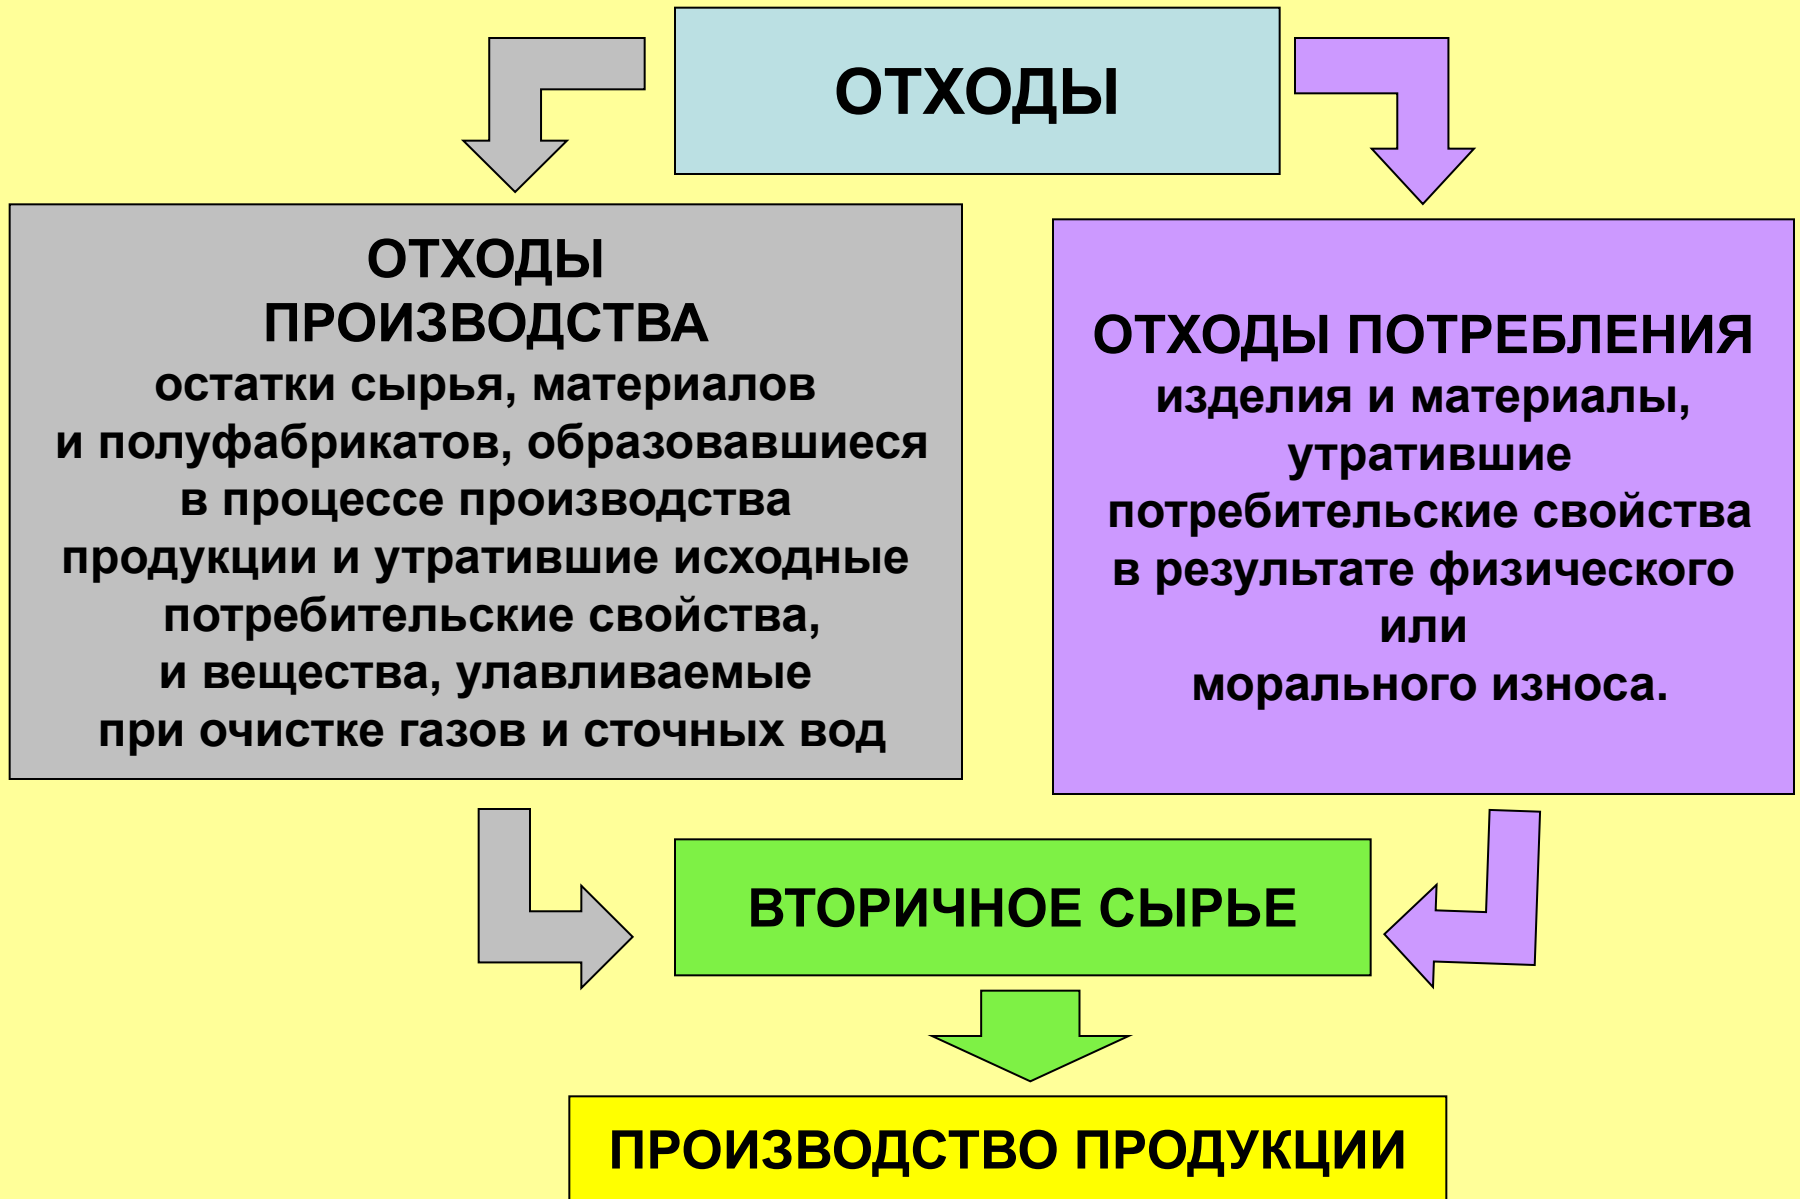 ОТХОДЫ
ОТХОДЫ
ПРОИЗВОДСТВА
остатки сырья, материалов
и полуфабрикатов, образовавшиеся
в процессе производства
продукции и утратившие исходные
потребительские свойства,
и вещества, улавливаемые
при очистке газов и сточных вод
ОТХОДЫ ПОТРЕБЛЕНИЯ
изделия и материалы,
утратившие
потребительские свойства
в результате физического
или
морального износа.
ВТОРИЧНОЕ СЫРЬЕ
ПРОИЗВОДСТВО ПРОДУКЦИИ